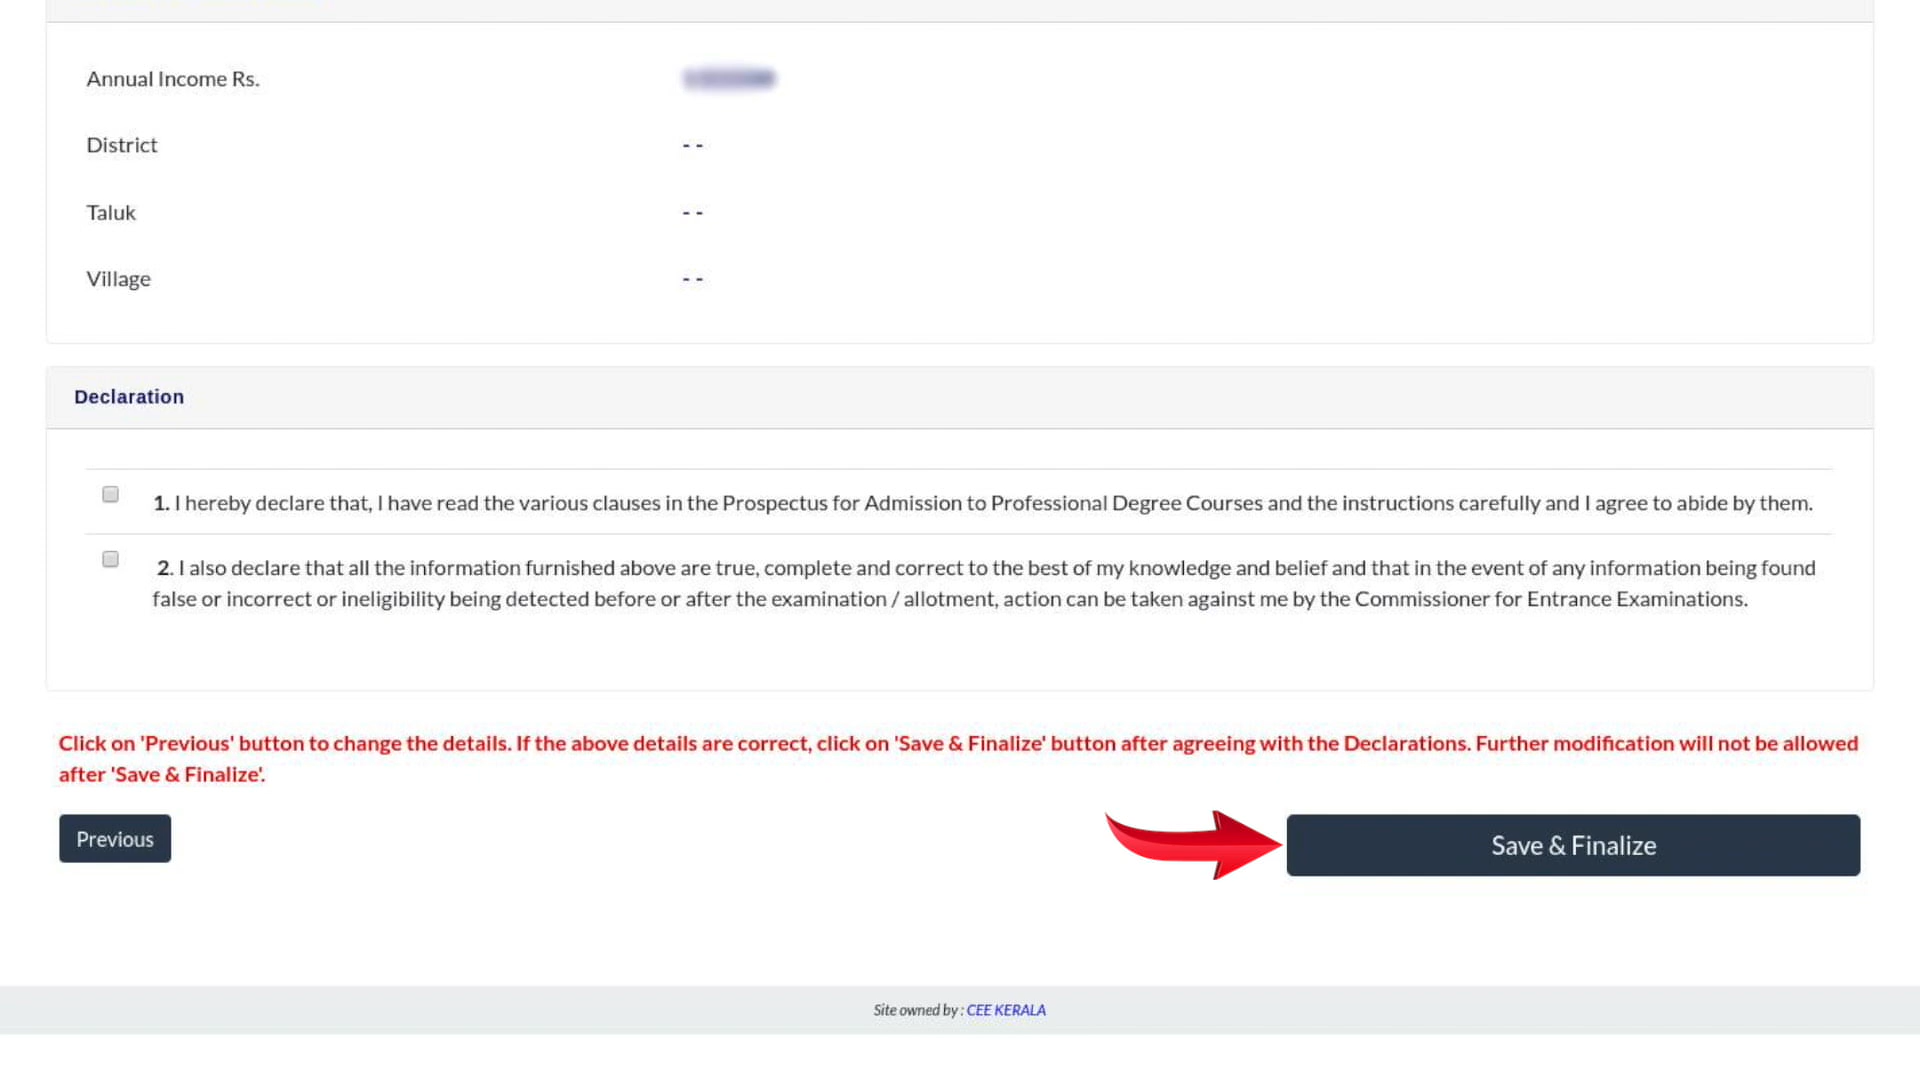 Annual Income Rs.
District - -
Taluk - -
Village - -
Declaration
1. I hereby declare that, I have read the various clauses in the Prospectus for Admission to Professional Degree Courses and the instructions carefully and I agree to abide by them.
2. I also declare that all the information furnished above are true, complete and correct to the best of my knowledge and belief and that in the event of any information being found
false or incorrect or ineligibility being detected before or after the examination / allotment, action can be taken against me by the Commissioner for Entrance Examinations.
Click on 'Previous' button to change the details. If the above details are correct, click on 'Save & Finalize' button after agreeing with the Declarations. Further modification will not be allowed
after 'Save & Finalize'.
Previous
Save & Finalize
Site owned by : CEE KERALA